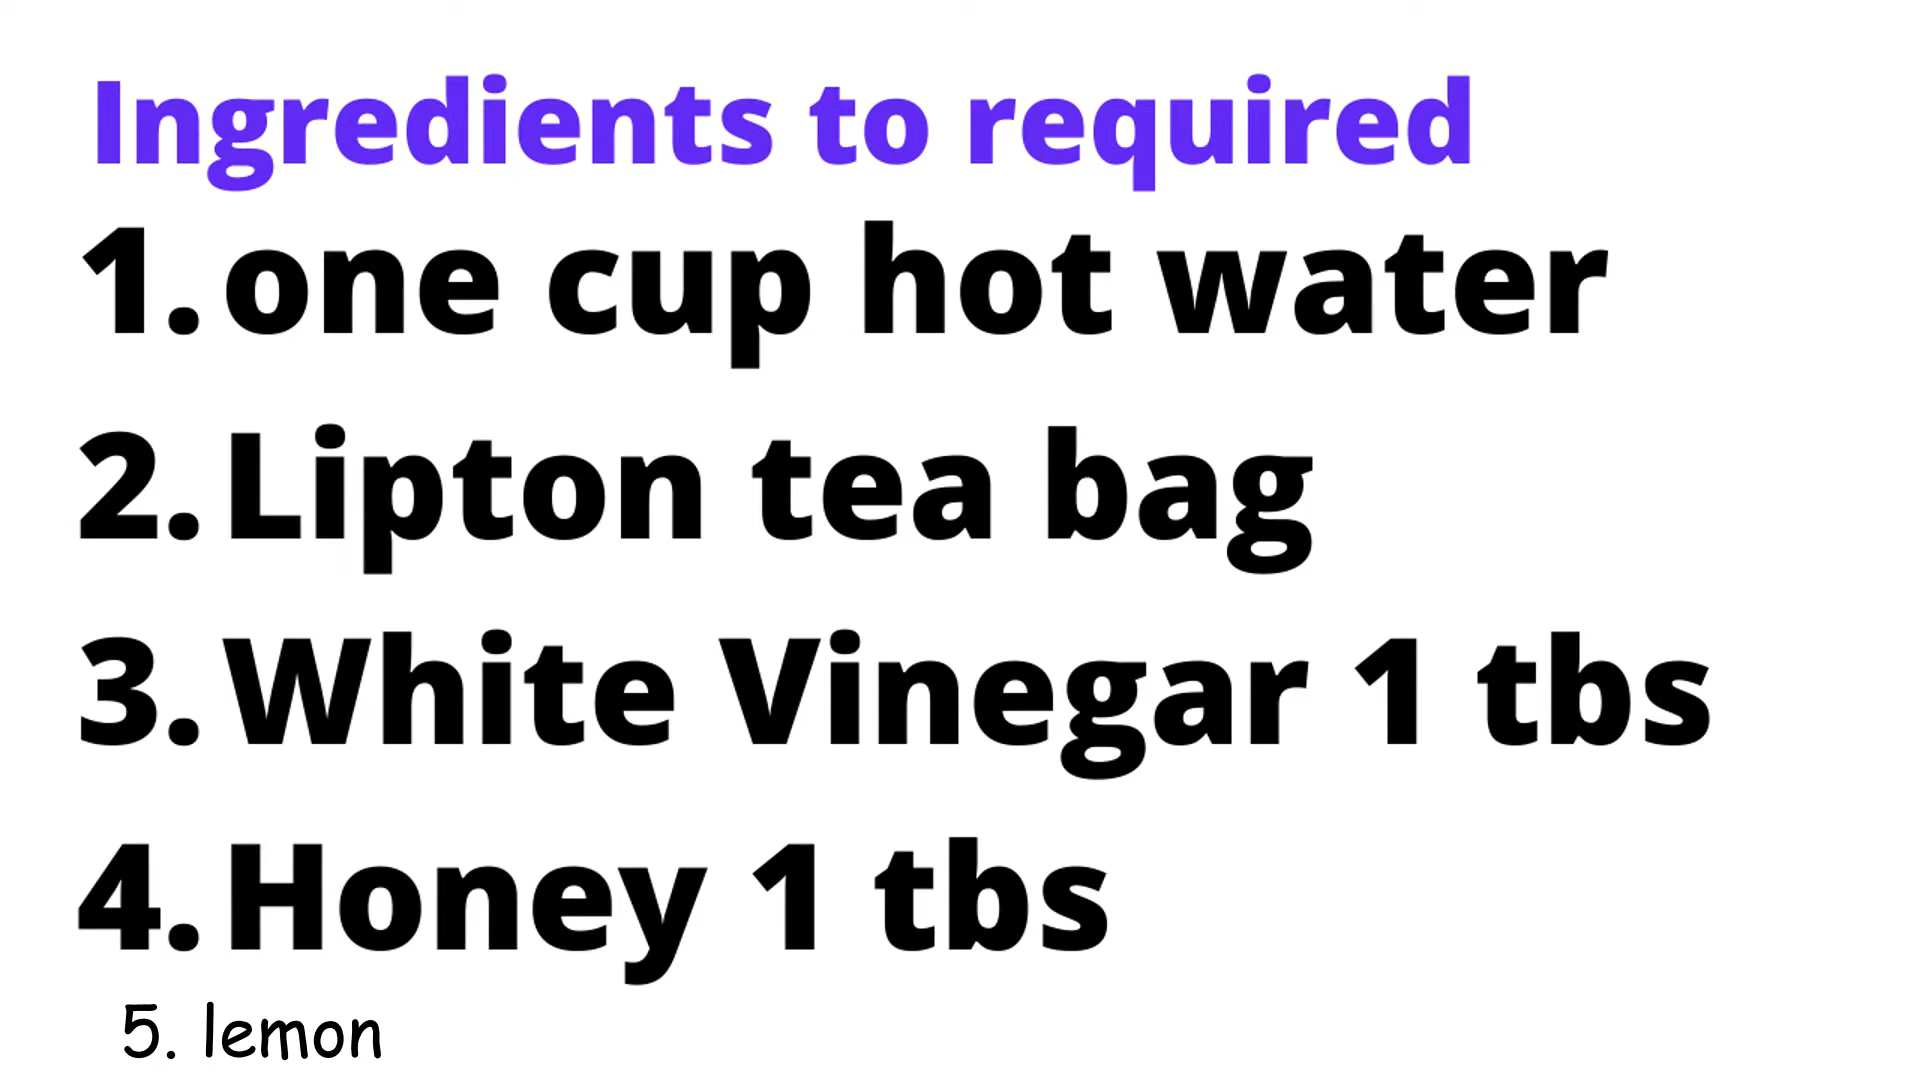 Ingredients to required
1. one cup hot water
2. Lipton tea bag
3. White Vinegar 1 tbs
4. Honey 1 tbs
5. lemon